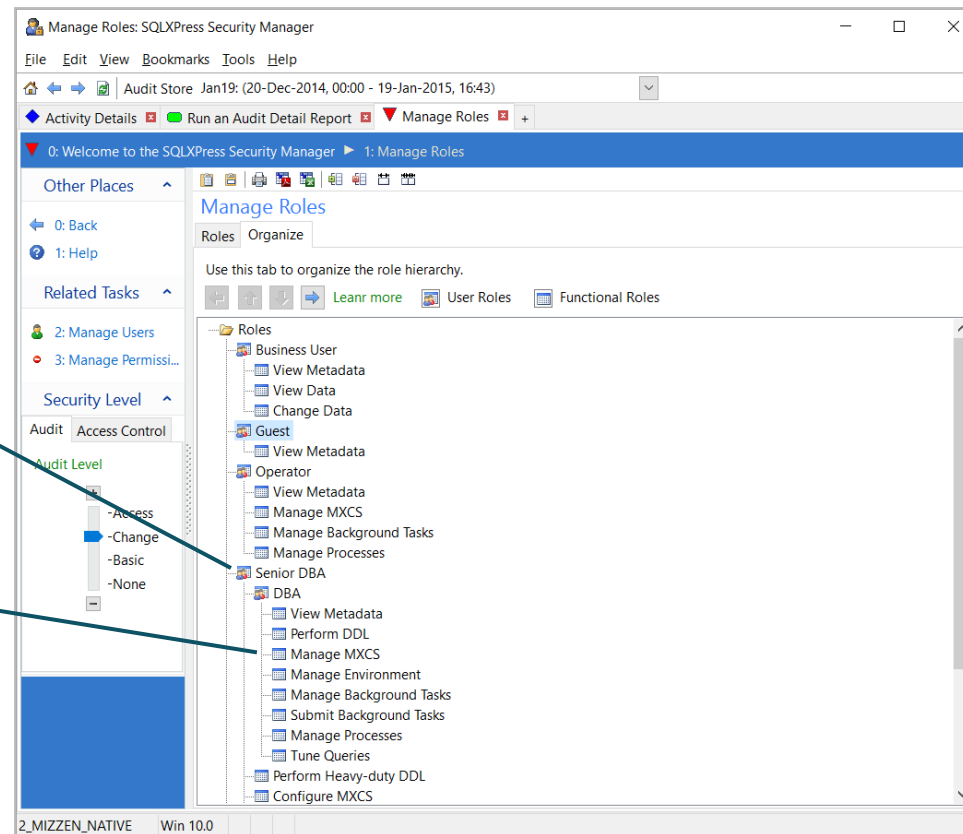 Manage Roles: SQLXPress Security Manager
File Edit View Bookmarks Tools Help
Audit Store Jan19: (20-Dec-2014, 00:00 - 19-Jan-2015, 16:43)
Activity Details Run an Audit Detail Report Manage Roles +
0: Welcome to the SQLXPress Security Manager 1: Manage Roles
Other Places
0: Back
1: Help
Related Tasks
2: Manage Users
3: Manage Permissi...
Security Level
Audit Access Control
Audit Level
+
-Access
-Change
-Basic
-None
−
Manage Roles
Roles Organize
Use this tab to organize the role hierarchy.
Leanr more User Roles Functional Roles
Roles
Business User
View Metadata
View Data
Change Data
Guest
View Metadata
Operator
View Metadata
Manage MXCS
Manage Background Tasks
Manage Processes
Senior DBA
DBA
View Metadata
Perform DDL
Manage MXCS
Manage Environment
Manage Background Tasks
Submit Background Tasks
Manage Processes
Tune Queries
Perform Heavy-duty DDL
Configure MXCS
2_MIZZEN_NATIVE Win 10.0